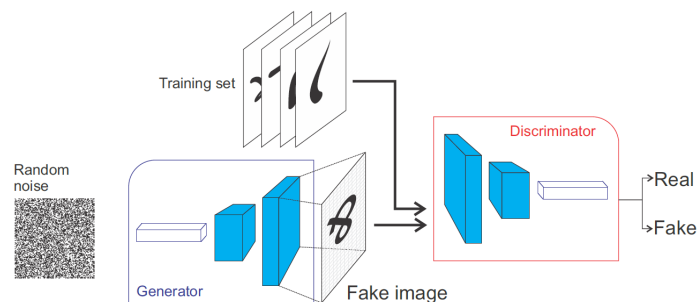 Training set
Discriminator
Random
noise
Real
Fake
Generator
Fake image